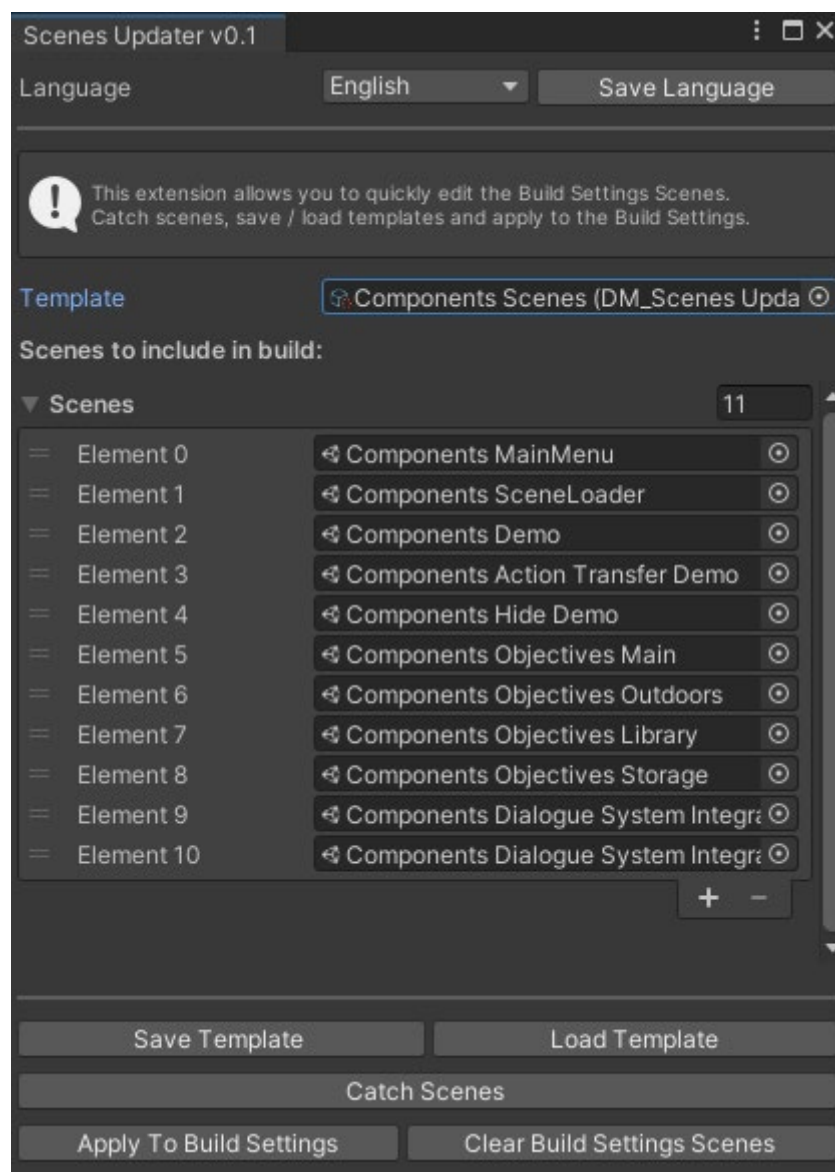 Scenes Updater v0.1
Language English Save Language
This extension allows you to quickly edit the Build Settings Scenes.
Catch scenes, save / load templates and apply to the Build Settings.
Template Components Scenes (DM_Scenes Upda
Scenes to include in build:
Scenes 11
Element 0 Components MainMenu
Element 1 Components SceneLoader
Element 2 Components Demo
Element 3 Components Action Transfer Demo
Element 4 Components Hide Demo
Element 5 Components Objectives Main
Element 6 Components Objectives Outdoors
Element 7 Components Objectives Library
Element 8 Components Objectives Storage
Element 9 Components Dialogue System Integra
Element 10 Components Dialogue System Integra
Save Template Load Template
Catch Scenes
Apply To Build Settings Clear Build Settings Scenes